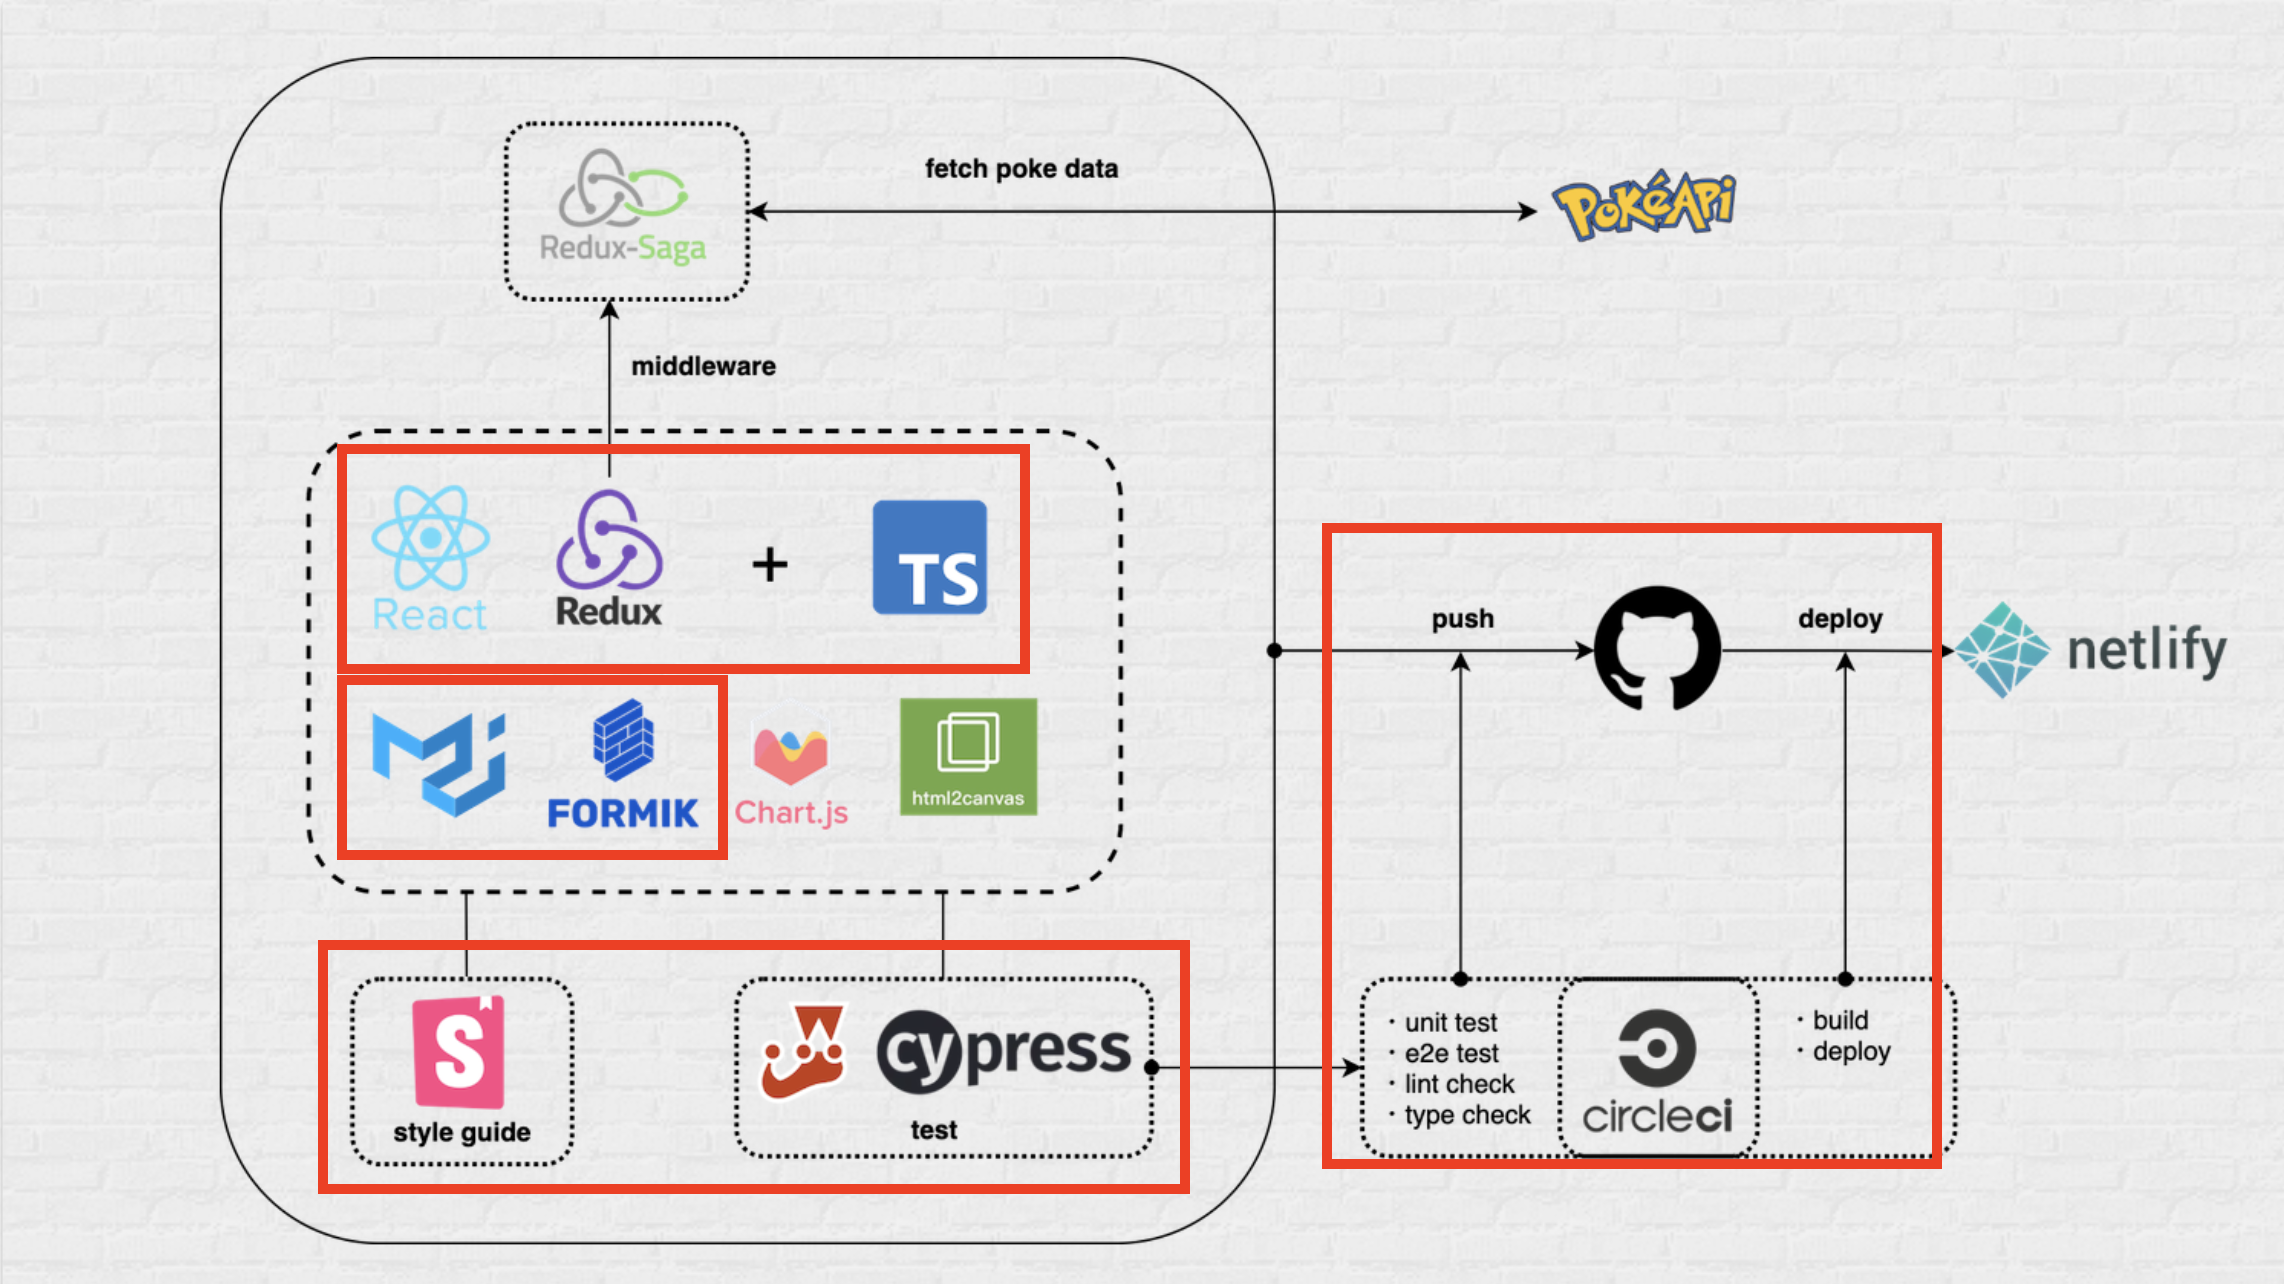 fetch poke data
PokéAPi
Redux-Saga
middleware
React
Redux
+
TS
push
deploy
netlify
FORMIK
Chart.js
html2canvas
S
style guide
cypress
test
· unit test
· e2e test
· lint check
· type check
circleci
· build
· deploy